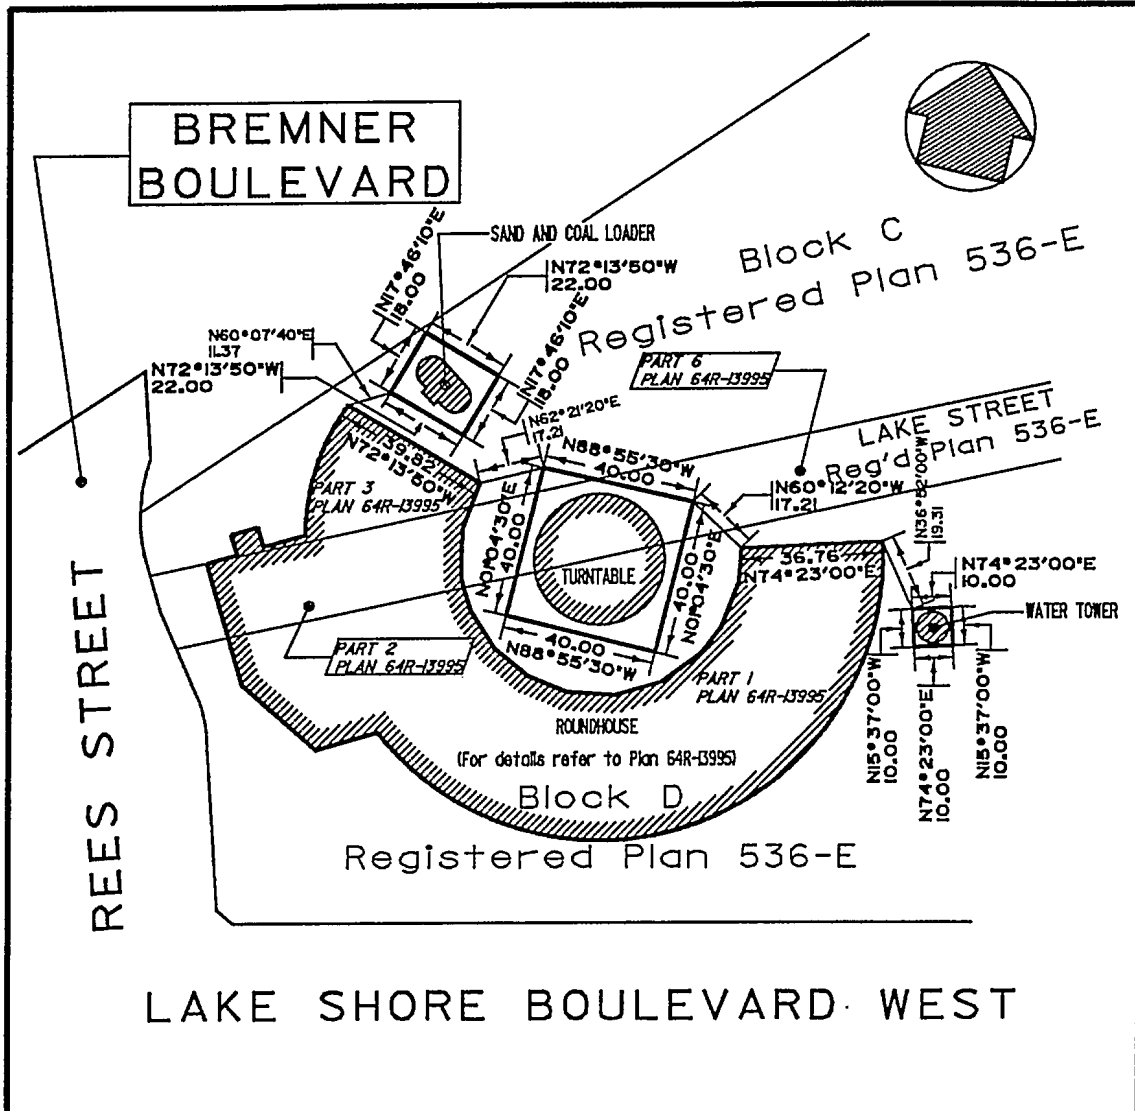 BREMNER
BOULEVARD
SAND AND COAL LOADER
N17°46'10"E
18.00
N72°13'50"W
22.00
Block C
Registered Plan 536-E
N60°07'40"E
11.37
N72°13'50"W
22.00
N17°46'10"E
18.00
PART 6
PLAN 64R-13995
N62°21'20"E
17.21
LAKE STREET
Reg'd Plan 536-E
39.82
N72°13'50"W
N88°55'30"W
40.00
N60°12'20"W
17.21
N36°52'00"W
19.31
PART 3
PLAN 64R-13995
N01°04'30"E
40.00
TURNTABLE
40.00
N01°04'30"E
36.76
N74°23'00"E
N74°23'00"E
10.00
WATER TOWER
40.00
N88°55'30"W
PART 2
PLAN 64R-13995
PART 1
PLAN 64R-13995
N15°37'00"W
10.00
N74°23'00"E
10.00
N15°37'00"W
10.00
ROUNDHOUSE
(For details refer to Plan 64R-13995)
Block D
Registered Plan 536-E
REES STREET
LAKE SHORE BOULEVARD WEST